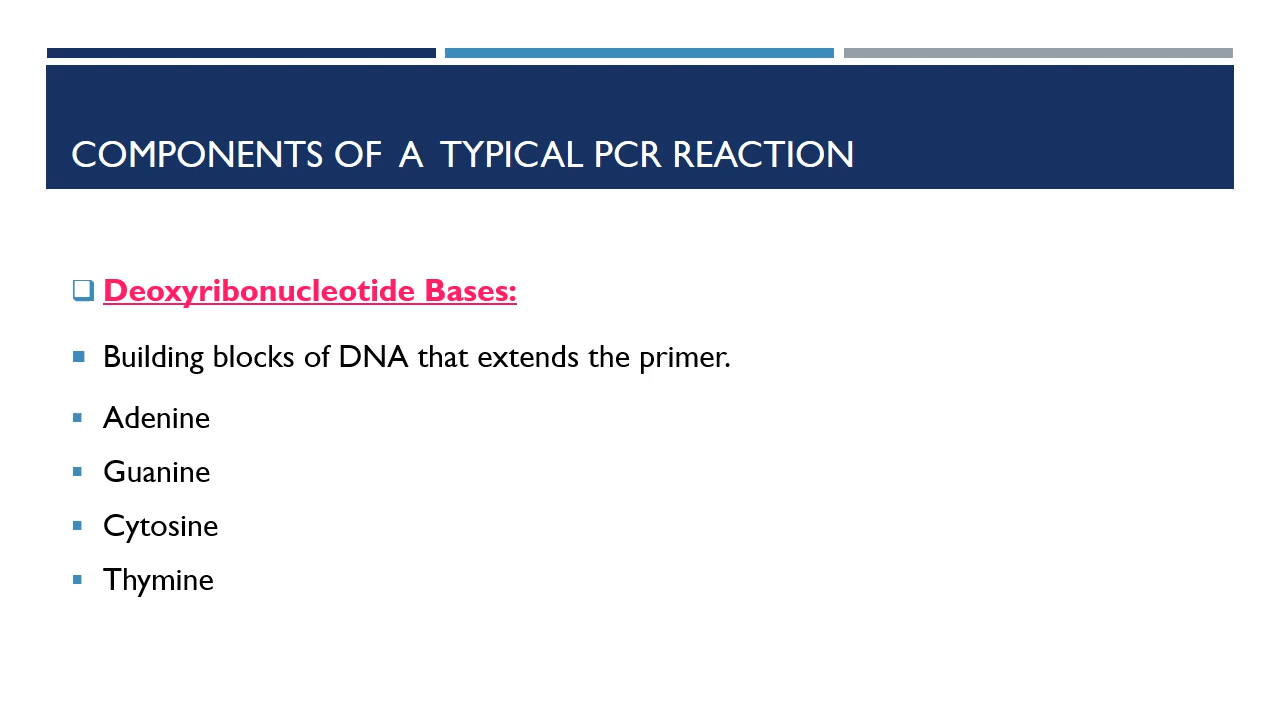 COMPONENTS OF A TYPICAL PCR REACTION
Deoxyribonucleotide Bases:
Building blocks of DNA that extends the primer.
Adenine
Guanine
Cytosine
Thymine